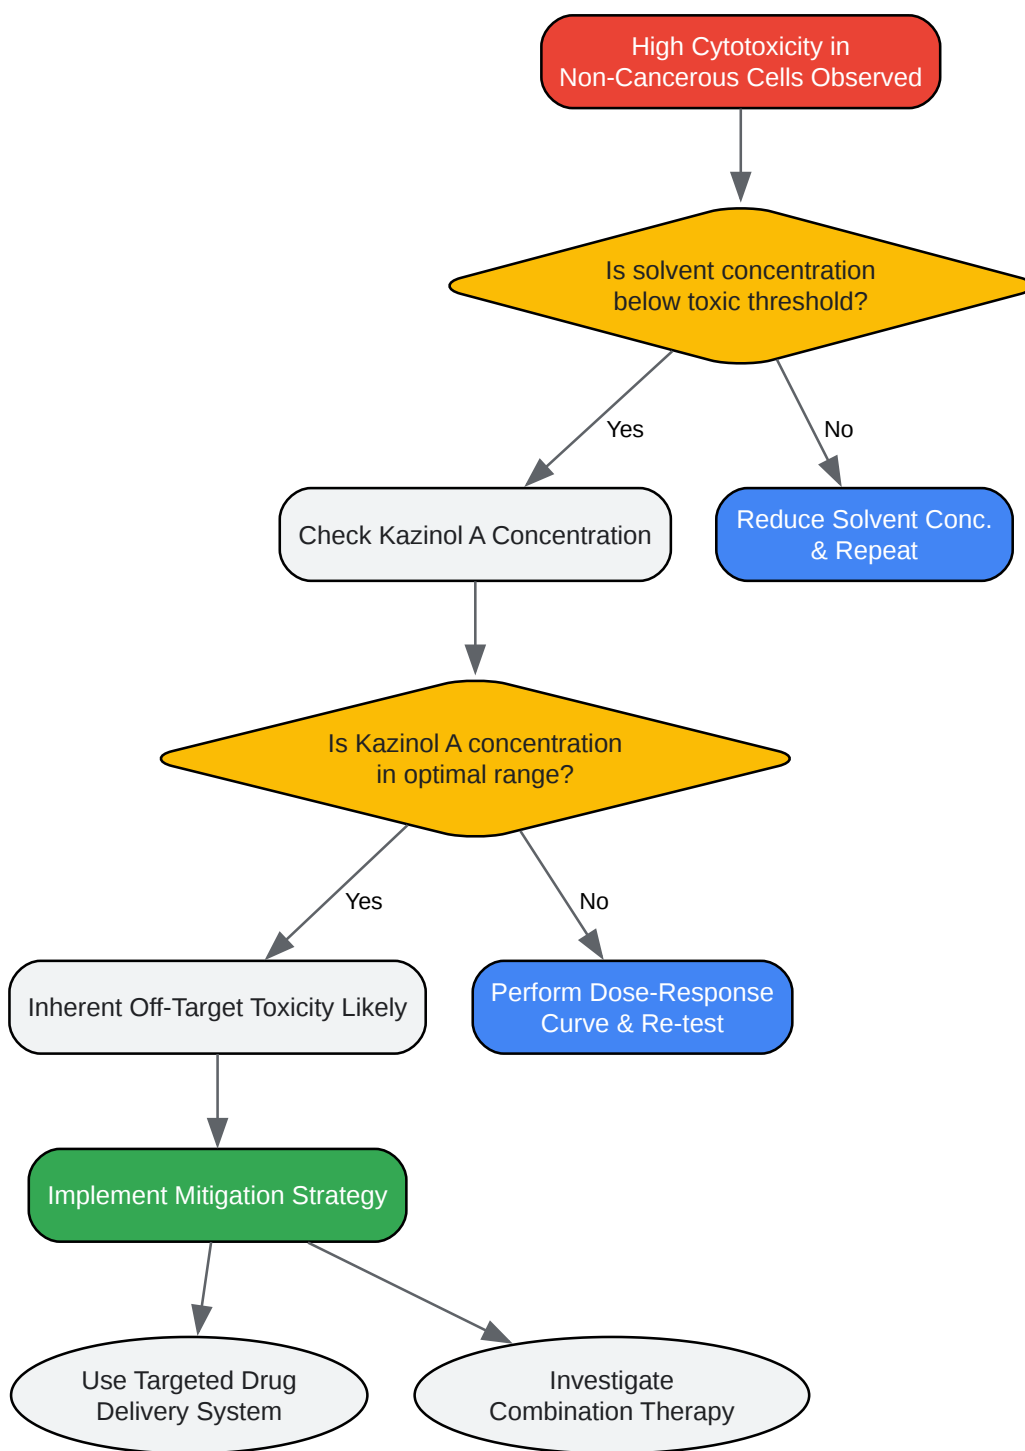 High Cytotoxicity in
Non-Cancerous Cells Observed
Is solvent concentration
below toxic threshold?
Yes
No
Check Kazinol A Concentration
Reduce Solvent Conc.
& Repeat
Is Kazinol A concentration
in optimal range?
Yes
No
Inherent Off-Target Toxicity Likely
Perform Dose-Response
Curve & Re-test
Implement Mitigation Strategy
Use Targeted Drug
Delivery System
Investigate
Combination Therapy